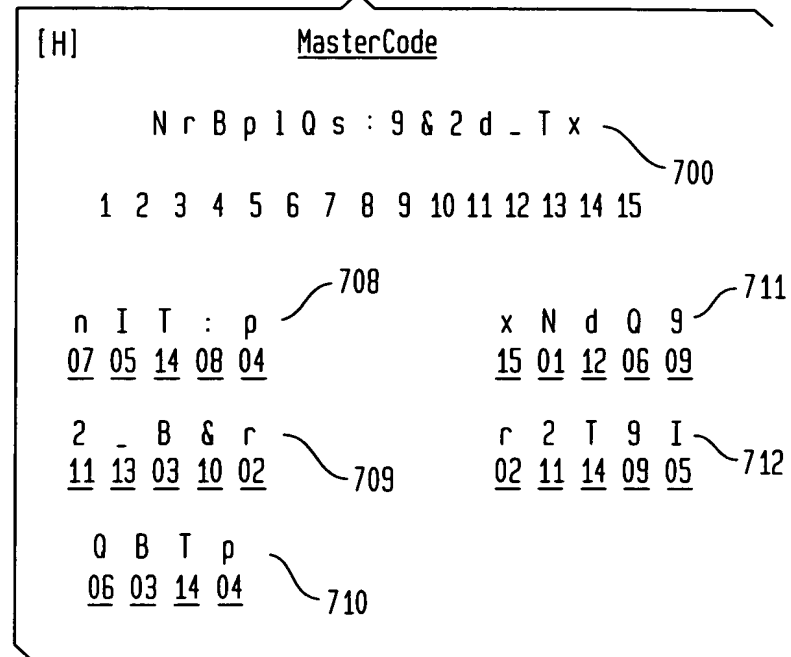 [H] MasterCode
N r B p l Q s : 9 & 2 d _ T x
700
1 2 3 4 5 6 7 8 9 10 11 12 13 14 15
708
711
n I T : p
07 05 14 08 04
x N d Q 9
15 01 12 06 09
2 _ B & r
11 13 03 10 02
709
r 2 T 9 I
02 11 14 09 05
712
Q B T p
06 03 14 04
710